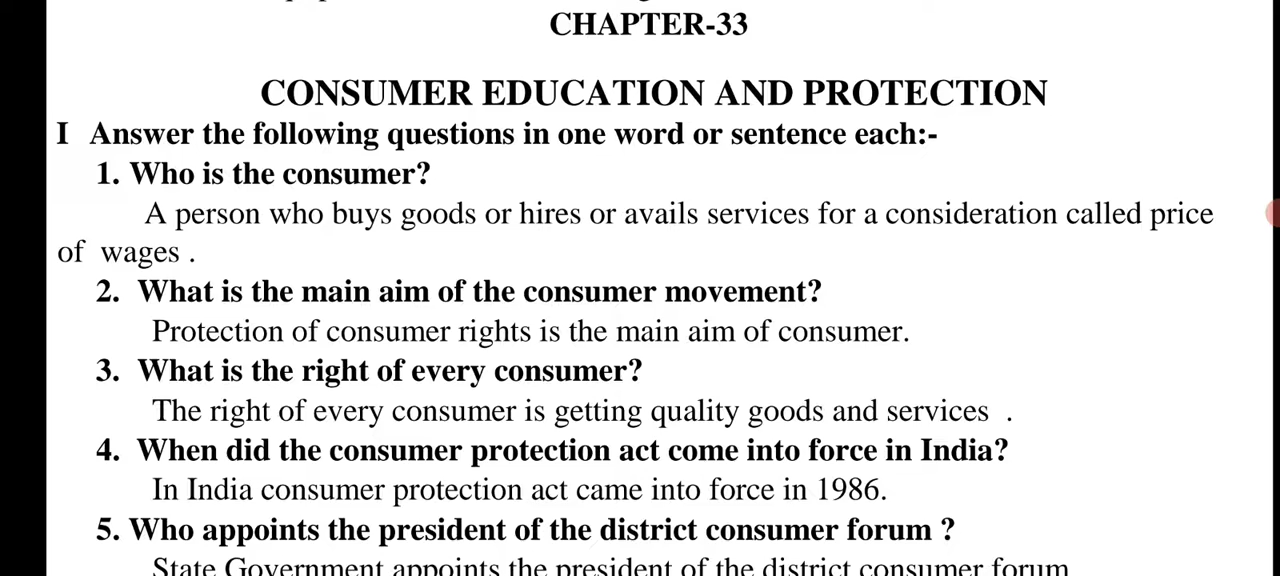 CHAPTER-33
CONSUMER EDUCATION AND PROTECTION
I Answer the following questions in one word or sentence each:-
1. Who is the consumer?
A person who buys goods or hires or avails services for a consideration called price
of wages .
2. What is the main aim of the consumer movement?
Protection of consumer rights is the main aim of consumer.
3. What is the right of every consumer?
The right of every consumer is getting quality goods and services .
4. When did the consumer protection act come into force in India?
In India consumer protection act came into force in 1986.
5. Who appoints the president of the district consumer forum ?
State Government appoints the president of the district consumer forum